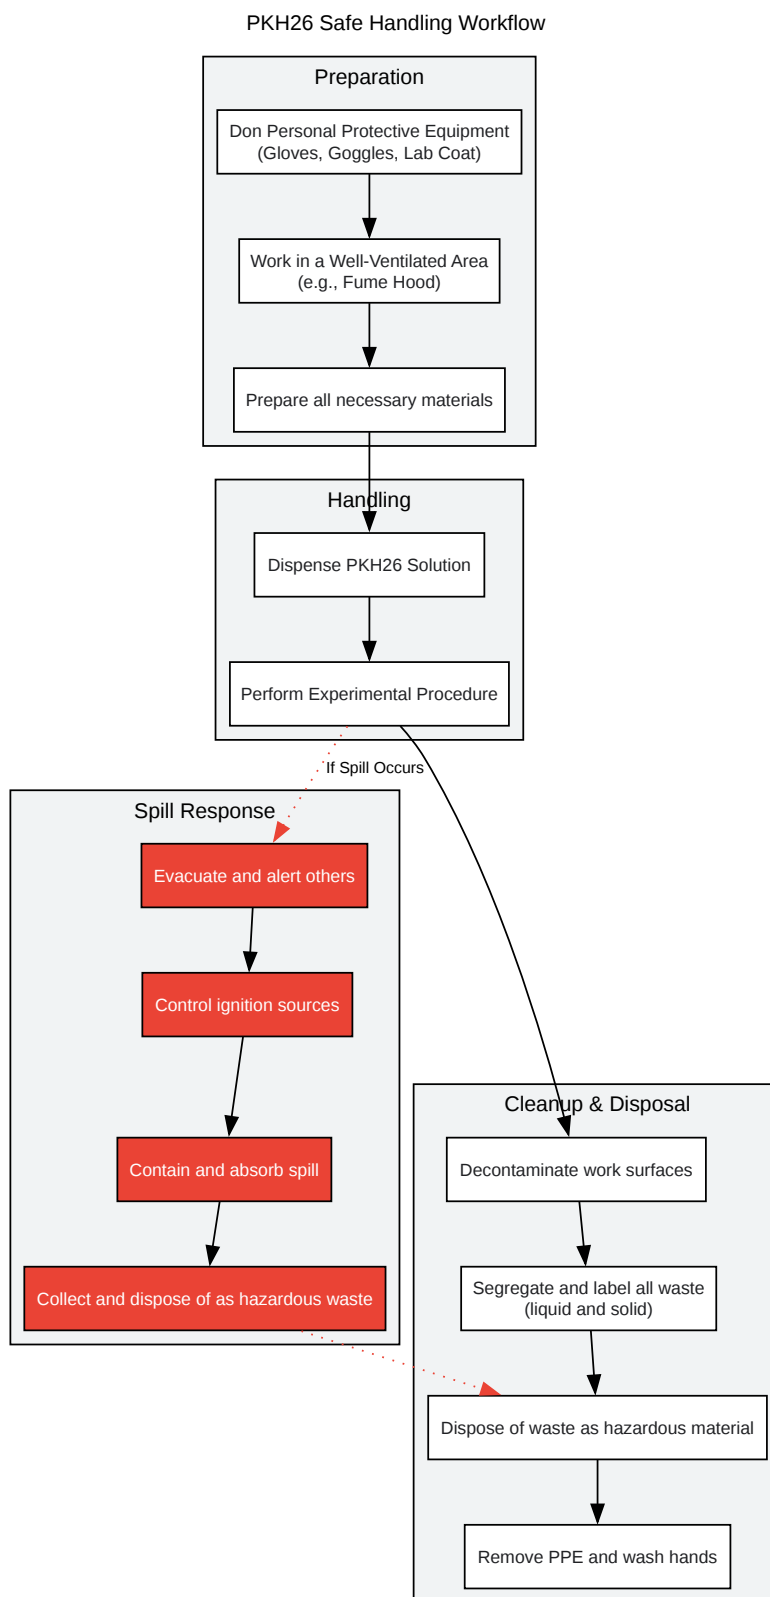 PKH26 Safe Handling Workflow
Preparation
Don Personal Protective Equipment
(Gloves, Goggles, Lab Coat)
Work in a Well-Ventilated Area
(e.g., Fume Hood)
Prepare all necessary materials
Handling
Dispense PKH26 Solution
Perform Experimental Procedure
If Spill Occurs
Spill Response
Evacuate and alert others
Control ignition sources
Contain and absorb spill
Collect and dispose of as hazardous waste
Cleanup & Disposal
Decontaminate work surfaces
Segregate and label all waste
(liquid and solid)
Dispose of waste as hazardous material
Remove PPE and wash hands